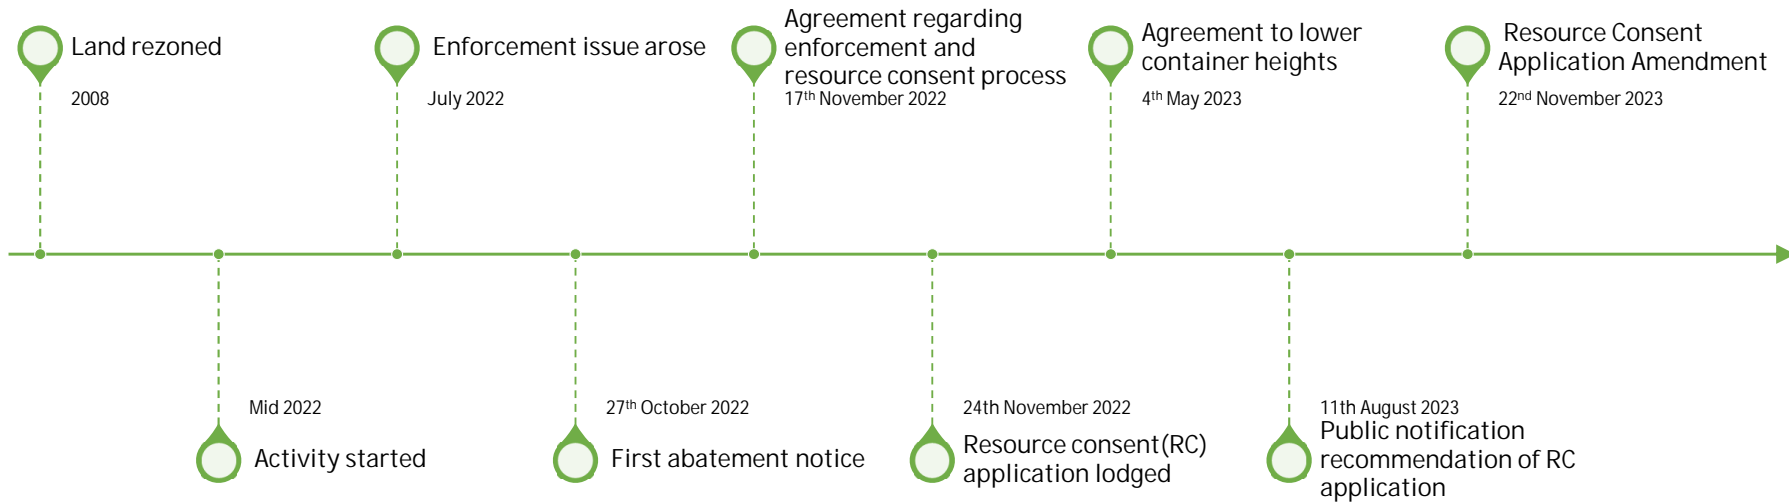 Land rezoned
2008
Enforcement issue arose
July 2022
Agreement regarding
enforcement and
resource consent process
17th November 2022
Agreement to lower
container heights
4th May 2023
Resource Consent
Application Amendment
22nd November 2023
Mid 2022
Activity started
27th October 2022
First abatement notice
24th November 2022
Resource consent(RC)
application lodged
11th August 2023
Public notification
recommendation of RC
application